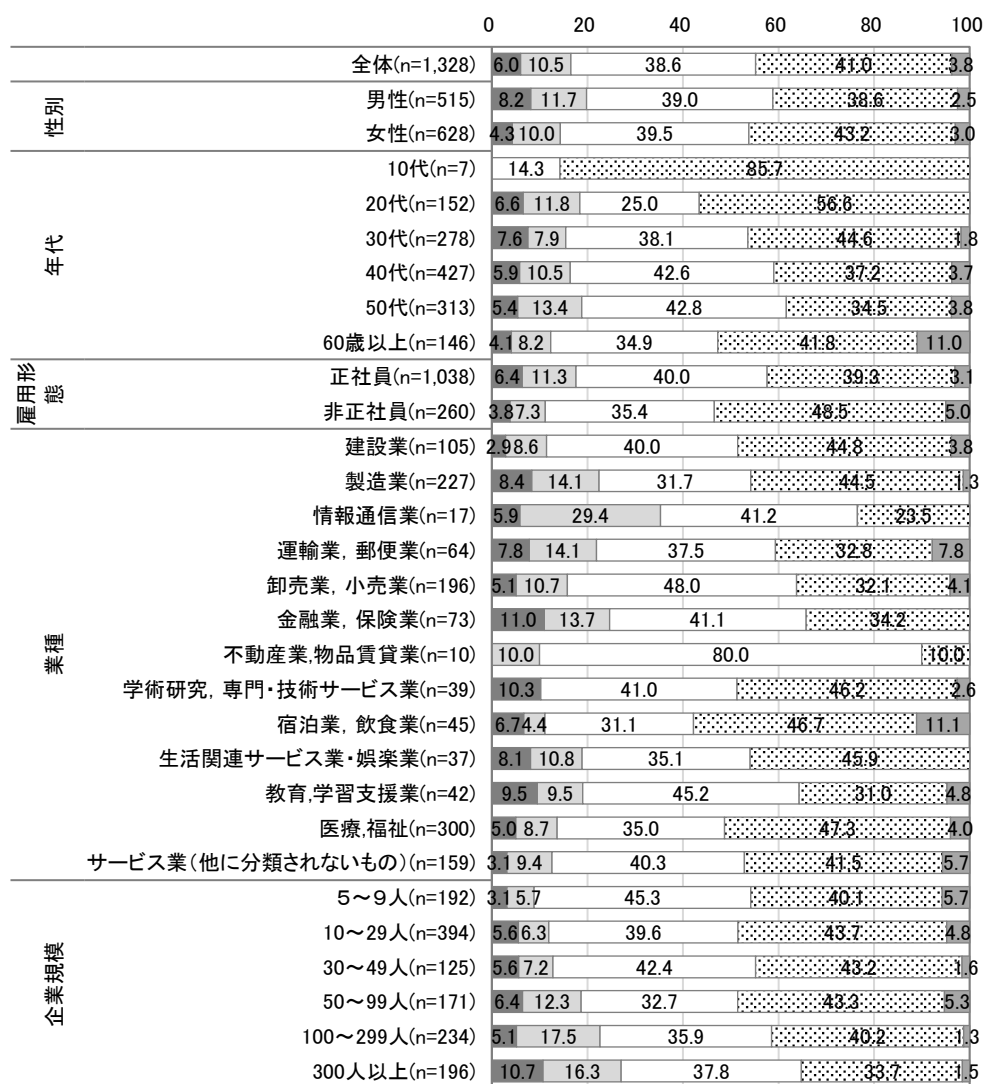 0 20 40 60 80 100
全体(n=1,328) 6.0 10.5 38.6 41.0 3.8
性別
男性(n=515) 8.2 11.7 39.0 38.6 2.5
女性(n=628) 4.3 10.0 39.5 43.2 3.0
年代
10代(n=7) 14.3 85.7
20代(n=152) 6.6 11.8 25.0 56.6
30代(n=278) 7.6 7.9 38.1 44.6 1.8
40代(n=427) 5.9 10.5 42.6 37.2 3.7
50代(n=313) 5.4 13.4 42.8 34.5 3.8
60歳以上(n=146) 4.1 8.2 34.9 41.8 11.0
雇用形態
正社員(n=1,038) 6.4 11.3 40.0 39.3 3.1
非正社員(n=260) 3.8 7.3 35.4 48.5 5.0
業種
建設業(n=105) 2.9 8.6 40.0 44.8 3.8
製造業(n=227) 8.4 14.1 31.7 44.5 1.3
情報通信業(n=17) 5.9 29.4 41.2 23.5
運輸業，郵便業(n=64) 7.8 14.1 37.5 32.8 7.8
卸売業，小売業(n=196) 5.1 10.7 48.0 32.1 4.1
金融業，保険業(n=73) 11.0 13.7 41.1 34.2
不動産業,物品賃貸業(n=10) 10.0 80.0 10.0
学術研究，専門・技術サービス業(n=39) 10.3 41.0 46.2 2.6
宿泊業，飲食業(n=45) 6.7 4.4 31.1 46.7 11.1
生活関連サービス業・娯楽業(n=37) 8.1 10.8 35.1 45.9
教育,学習支援業(n=42) 9.5 9.5 45.2 31.0 4.8
医療,福祉(n=300) 5.0 8.7 35.0 47.3 4.0
サービス業（他に分類されないもの）(n=159) 3.1 9.4 40.3 41.5 5.7
企業規模
５～９人(n=192) 3.1 5.7 45.3 40.1 5.7
10～29人(n=394) 5.6 6.3 39.6 43.7 4.8
30～49人(n=125) 5.6 7.2 42.4 43.2 1.6
50～99人(n=171) 6.4 12.3 32.7 43.3 5.3
100～299人(n=234) 5.1 17.5 35.9 40.2 1.3
300人以上(n=196) 10.7 16.3 37.8 33.7 1.5